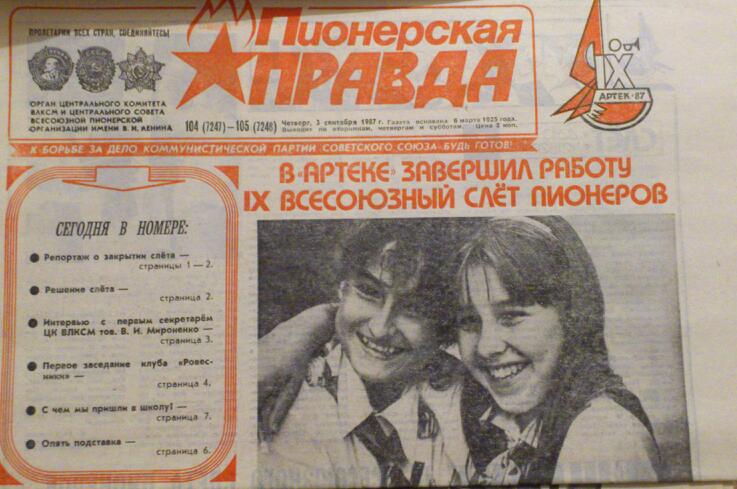 ПРОЛЕТАРИИ ВСЕХ СТРАН, СОЕДИНЯЙТЕСЬ!
ОРГАН ЦЕНТРАЛЬНОГО КОМИТЕТА
ВЛКСМ И ЦЕНТРАЛЬНОГО СОВЕТА
ВСЕСОЮЗНОЙ ПИОНЕРСКОЙ
ОРГАНИЗАЦИИ ИМЕНИ В. И. ЛЕНИНА
Пионерская
ПРАВДА
104 (7247)—105 (7248)
Четверг, 3 сентября 1987 г. Газета основана 6 марта 1925 года.
Выходит по вторникам, четвергам и субботам. Цена 2 коп.
IX
АРТЕК·87
К БОРЬБЕ ЗА ДЕЛО КОММУНИСТИЧЕСКОЙ ПАРТИИ СОВЕТСКОГО СОЮЗА БУДЬ ГОТОВ!
В «АРТЕКЕ» ЗАВЕРШИЛ РАБОТУ
IX ВСЕСОЮЗНЫЙ СЛЁТ ПИОНЕРОВ
СЕГОДНЯ В НОМЕРЕ:
Репортаж о закрытии слёта —
страницы 1—2.
Решение слёта —
страница 2.
Интервью с первым секретарём
ЦК ВЛКСМ тов. В. И. Мироненко —
страница 3.
Первое заседание клуба «Ровес-
ники» —
страница 4.
С чем мы пришли в школу? —
страница 7.
Опять подставка —
страница 6.